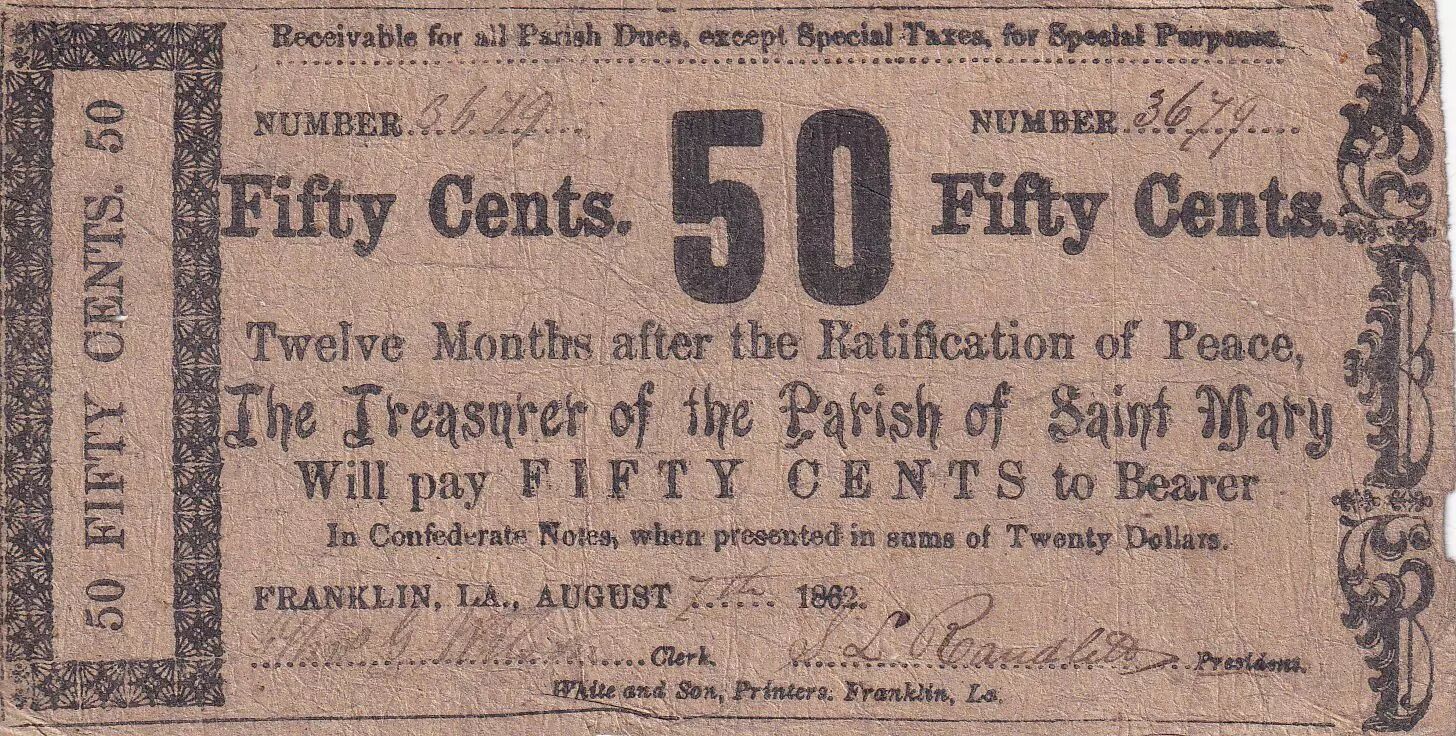 Receivable for all Parish Dues, except Special Taxes, for Special Purposes.
NUMBER 3679
NUMBER 3679
Fifty Cents. 50 Fifty Cents.
50 FIFTY CENTS. 50
Twelve Months after the Ratification of Peace,
The Treasurer of the Parish of Saint Mary
Will pay FIFTY CENTS to Bearer
In Confederate Notes, when presented in sums of Twenty Dollars.
FRANKLIN, LA., AUGUST 7th 1862.
Clerk. President.
White and Son, Printers. Franklin, La.